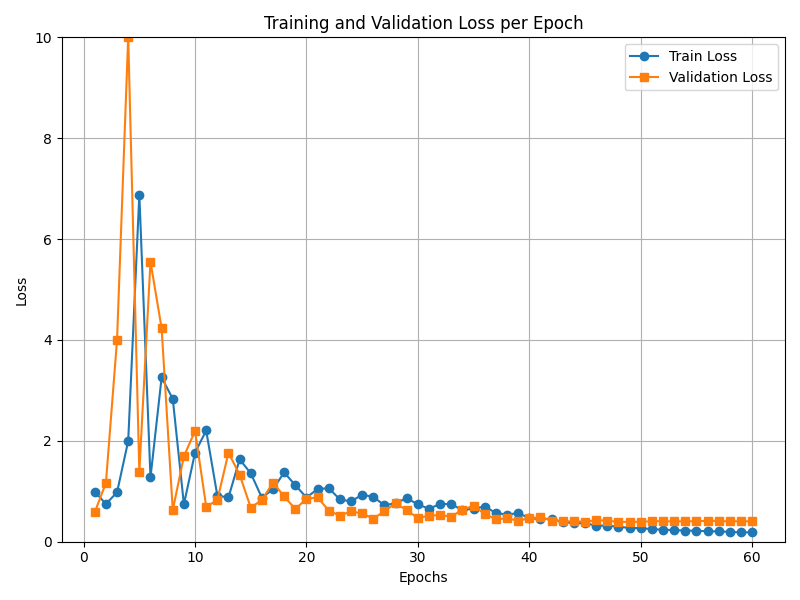 Training and Validation Loss per Epoch
Train Loss
Validation Loss
10
8
6
4
2
0
Loss
0 10 20 30 40 50 60
Epochs